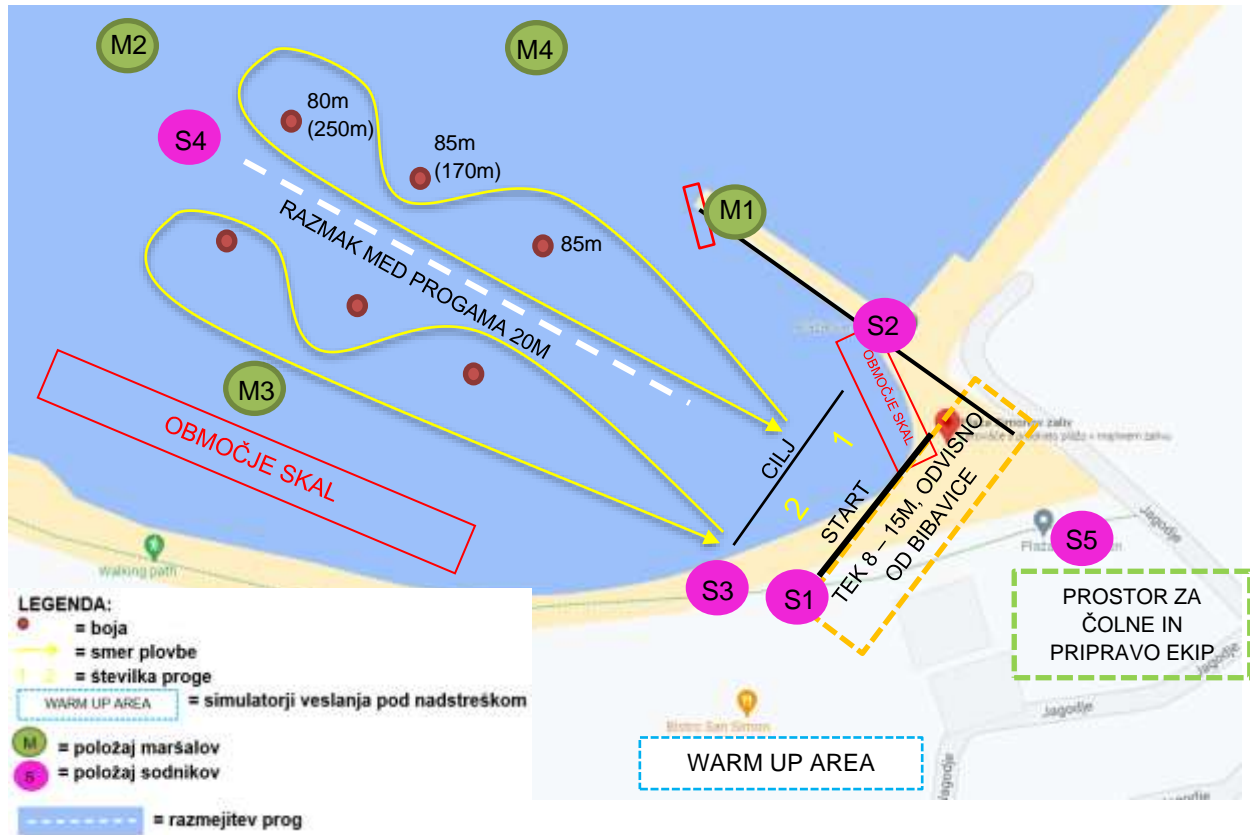 M2
M4
80m
(250m)
S4
85m
(170m)
M1
RAZMAK MED PROGAMA 20M
85m
S2
OBMOČJE SKAL
M3
OBMOČJE SKAL
CILJ
1
2
START
TEK 8 – 15M, ODVISNO
OD BIBAVICE
Jagodje
S5
S3
S1
Walking path
PROSTOR ZA
ČOLNE IN
PRIPRAVO EKIP
Jagodje
Jagodje
Bistro San Simon
WARM UP AREA
LEGENDA:
= boja
= smer plovbe
1 2 = številka proge
WARM UP AREA = simulatorji veslanja pod nadstreškom
M = položaj maršalov
S = položaj sodnikov
= razmejitev prog